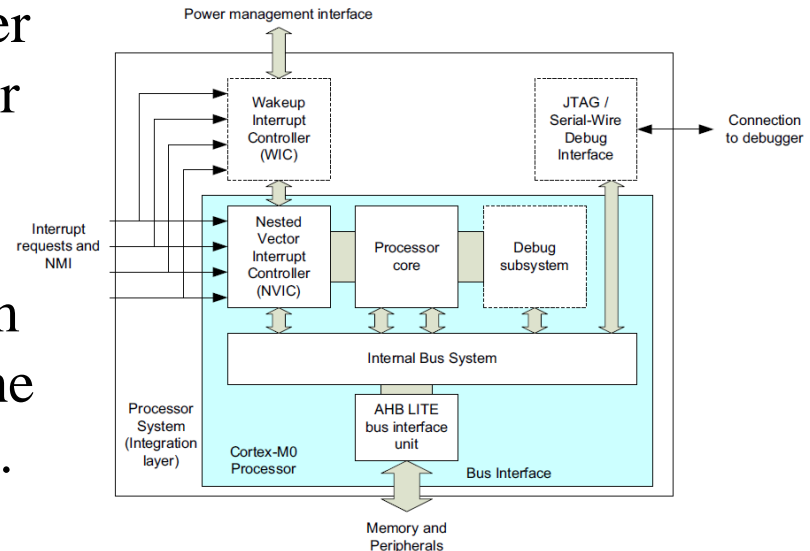 er
r
n
ne
.
Power management interface
Wakeup
Interrupt
Controller
(WIC)
JTAG /
Serial-Wire
Debug
Interface
Connection
to debugger
Interrupt
requests and
NMI
Nested
Vector
Interrupt
Controller
(NVIC)
Processor
core
Debug
subsystem
Internal Bus System
Processor
System
(Integration
layer)
AHB LITE
bus interface
unit
Cortex-M0
Processor
Bus Interface
Memory and
Peripherals